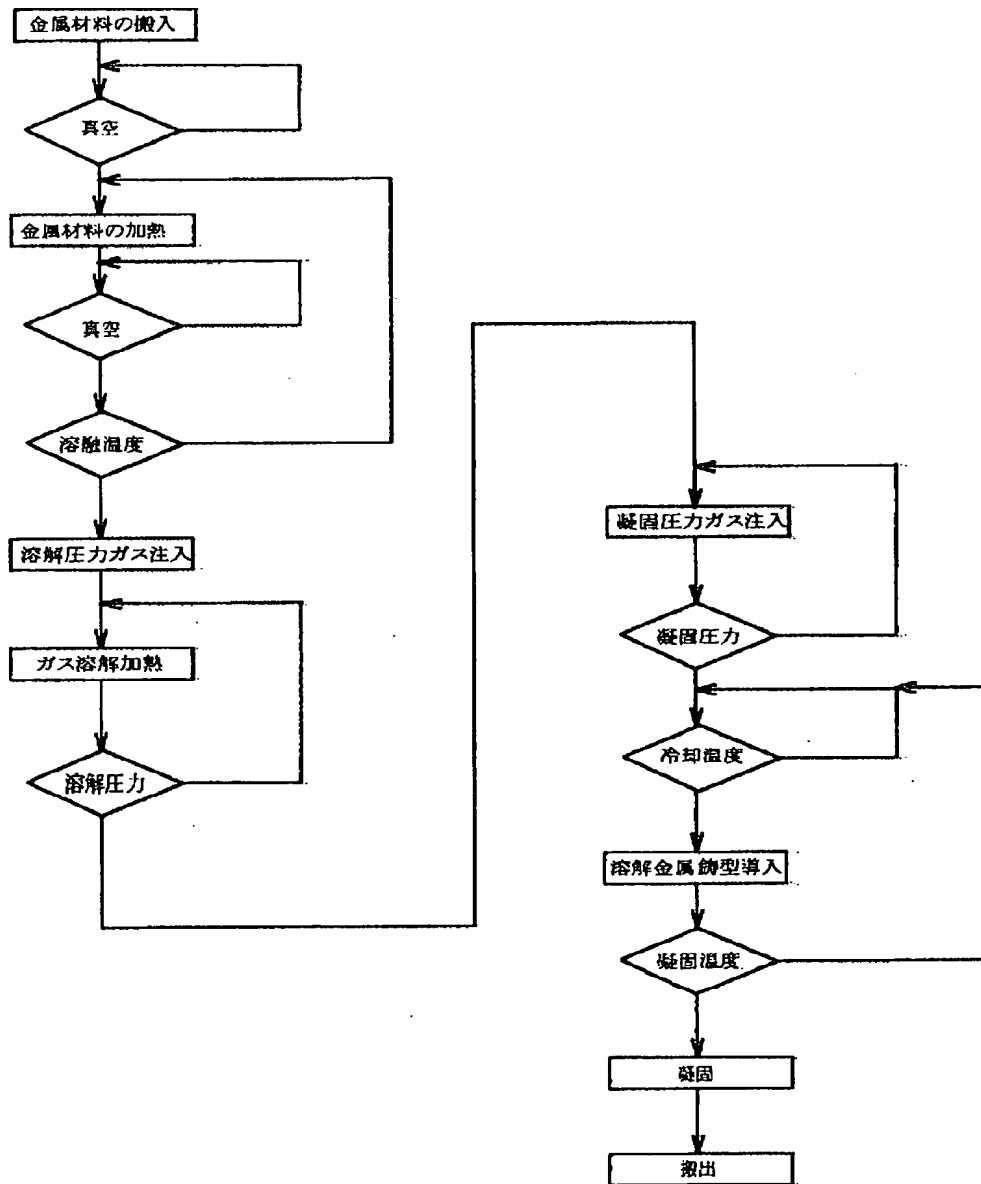 金属材料の搬入
真空
金属材料の加熱
真空
溶融温度
溶解圧力ガス注入
ガス溶解加熱
溶解圧力
凝固圧力ガス注入
凝固圧力
冷却温度
溶解金属鋳型導入
凝固温度
凝固
搬出